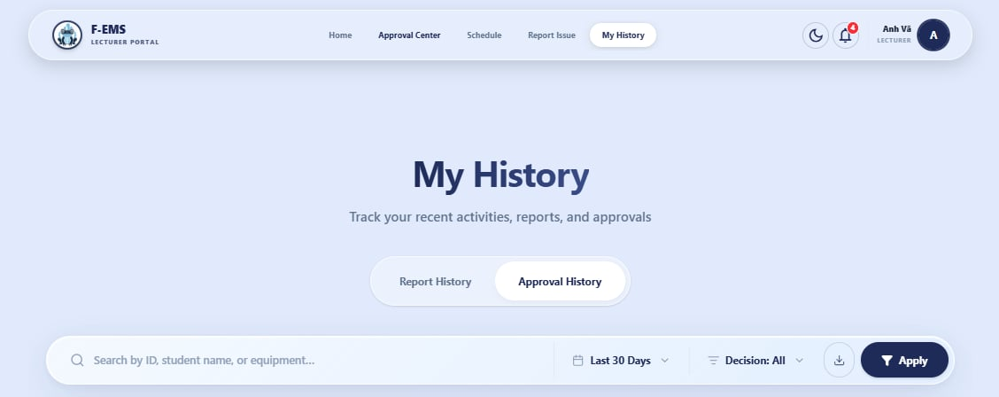 F-EMS
LECTURER PORTAL
Home
Approval Center
Schedule
Report Issue
My History
4
Anh Vã
LECTURER
A
My History
Track your recent activities, reports, and approvals
Report History
Approval History
Search by ID, student name, or equipment...
Last 30 Days
Decision: All
Apply